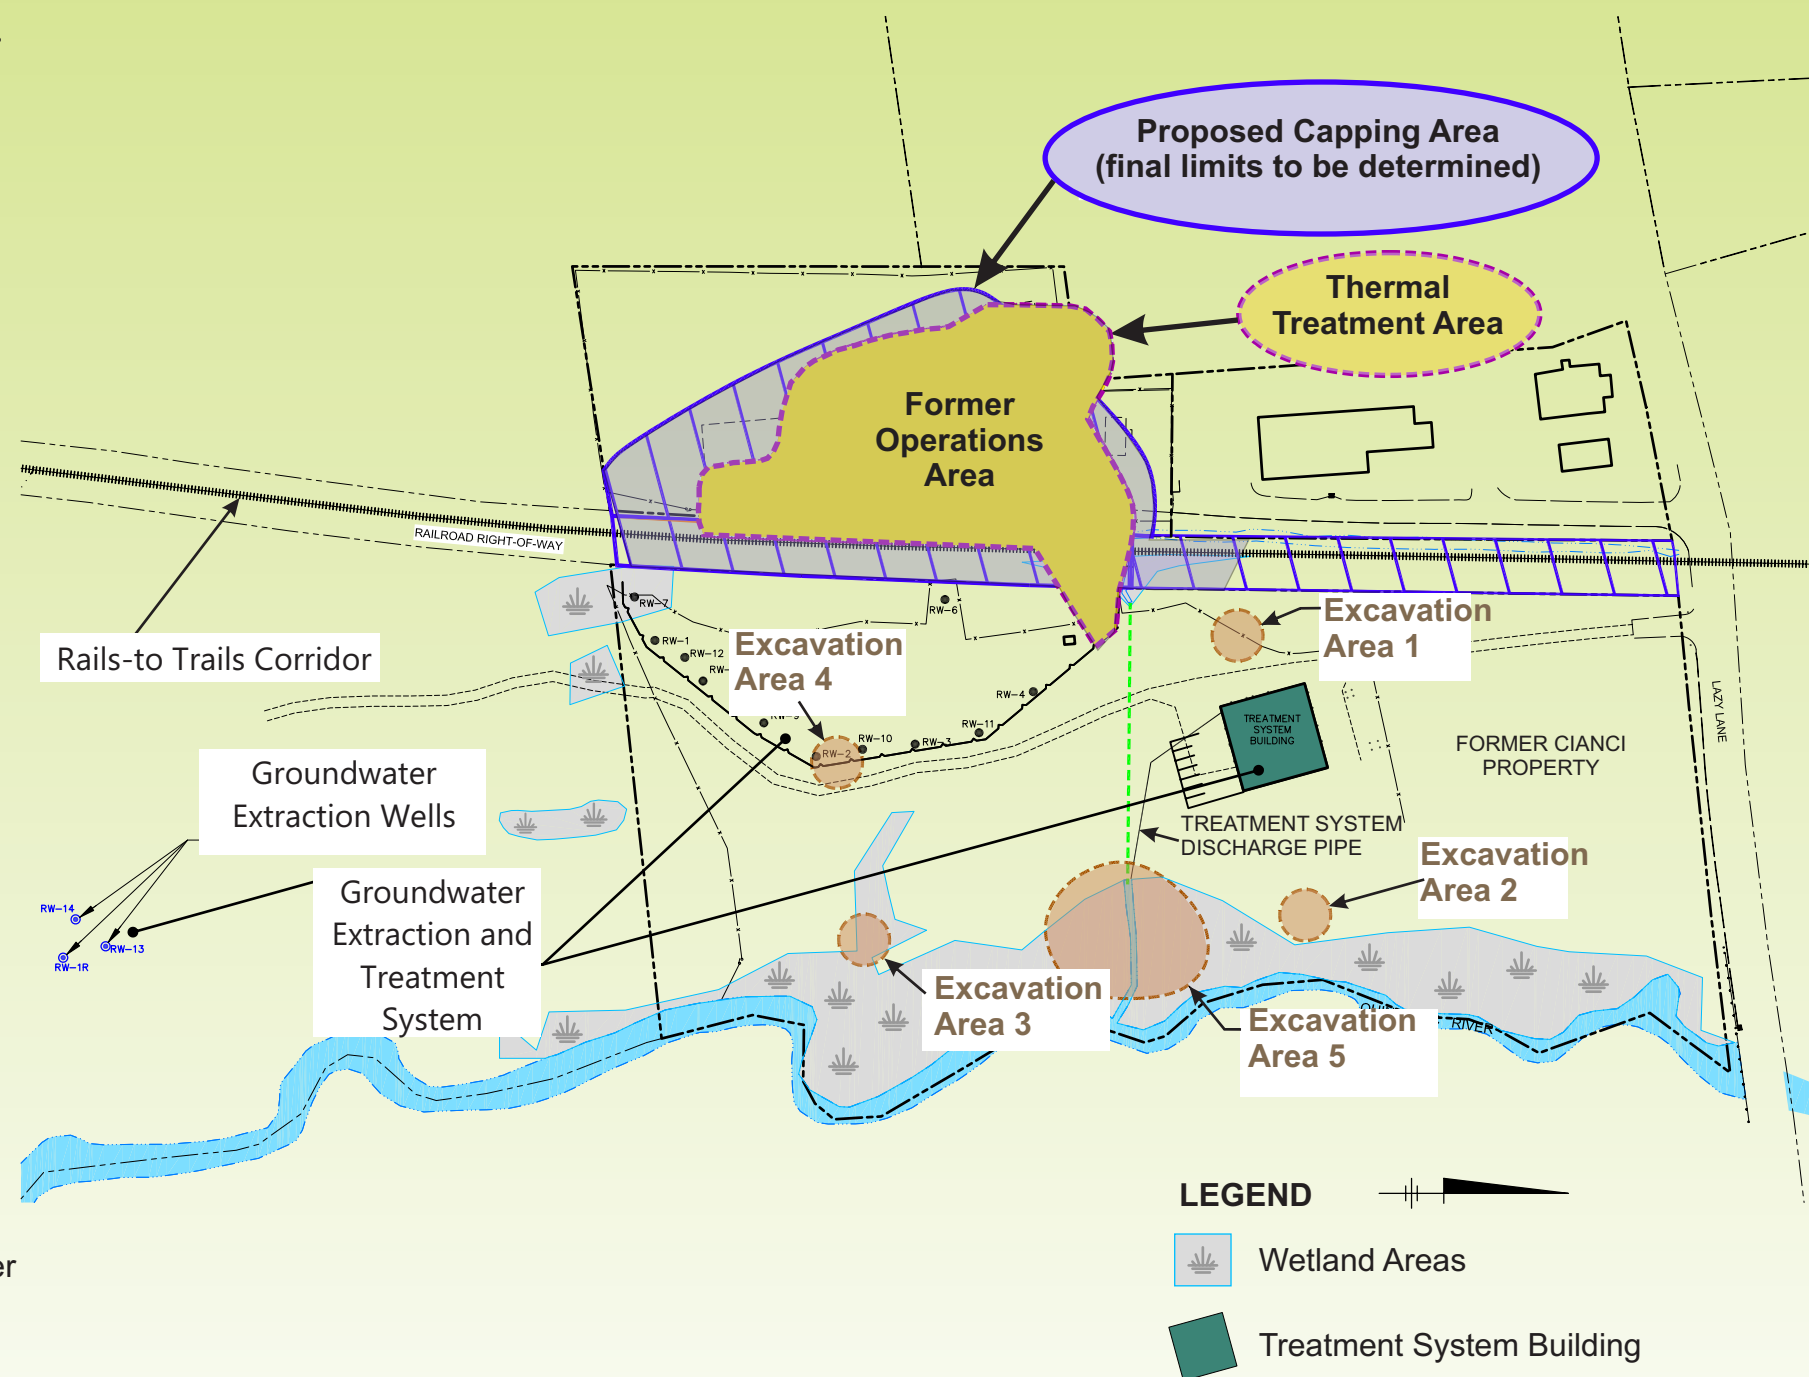 Proposed Capping Area
(final limits to be determined)
Thermal
Treatment Area
Former
Operations
Area
RAILROAD RIGHT-OF-WAY
Rails-to Trails Corridor
RW-7
RW-6
RW-1
RW-12
RW-
Excavation
Area 4
Excavation
Area 1
RW-4
RW-9
RW-11
RW-10
RW-3
RW-2
TREATMENT
SYSTEM
BUILDING
LAZY LANE
FORMER CIANCI
PROPERTY
Groundwater
Extraction Wells
TREATMENT SYSTEM
DISCHARGE PIPE
Excavation
Area 2
Groundwater
Extraction and
Treatment
System
RW-14
RW-13
RW-1R
Excavation
Area 3
RIVER
Excavation
Area 5
LEGEND
Wetland Areas
er
Treatment System Building